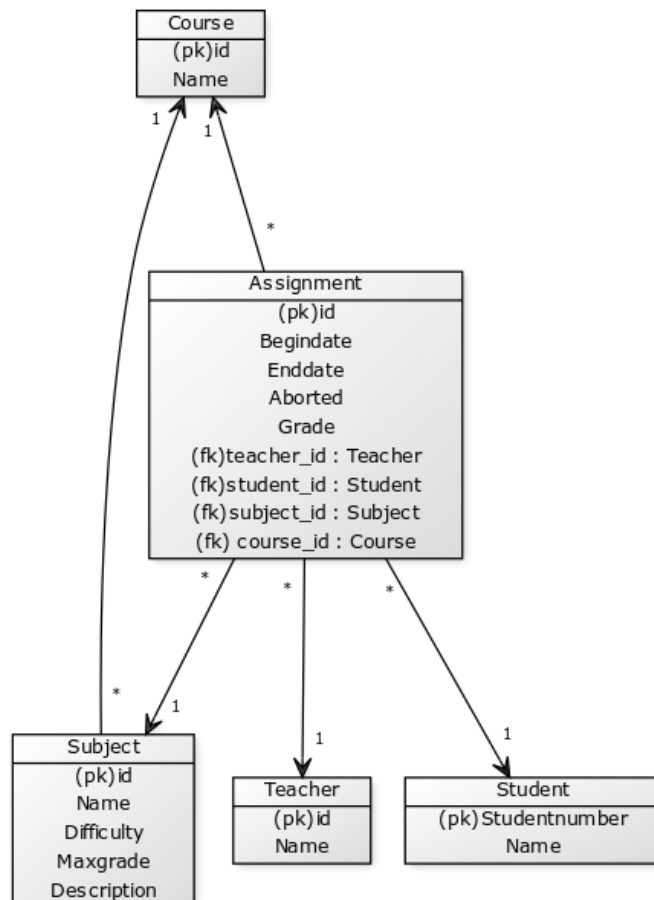 Course
(pk)id
Name
1
1
*
Assignment
(pk)id
Begindate
Enddate
Aborted
Grade
(fk)teacher_id : Teacher
(fk)student_id : Student
(fk)subject_id : Subject
(fk) course_id : Course
*
*
*
*
1
1
1
Subject
(pk)id
Name
Difficulty
Maxgrade
Description
Teacher
(pk)id
Name
Student
(pk)Studentnumber
Name